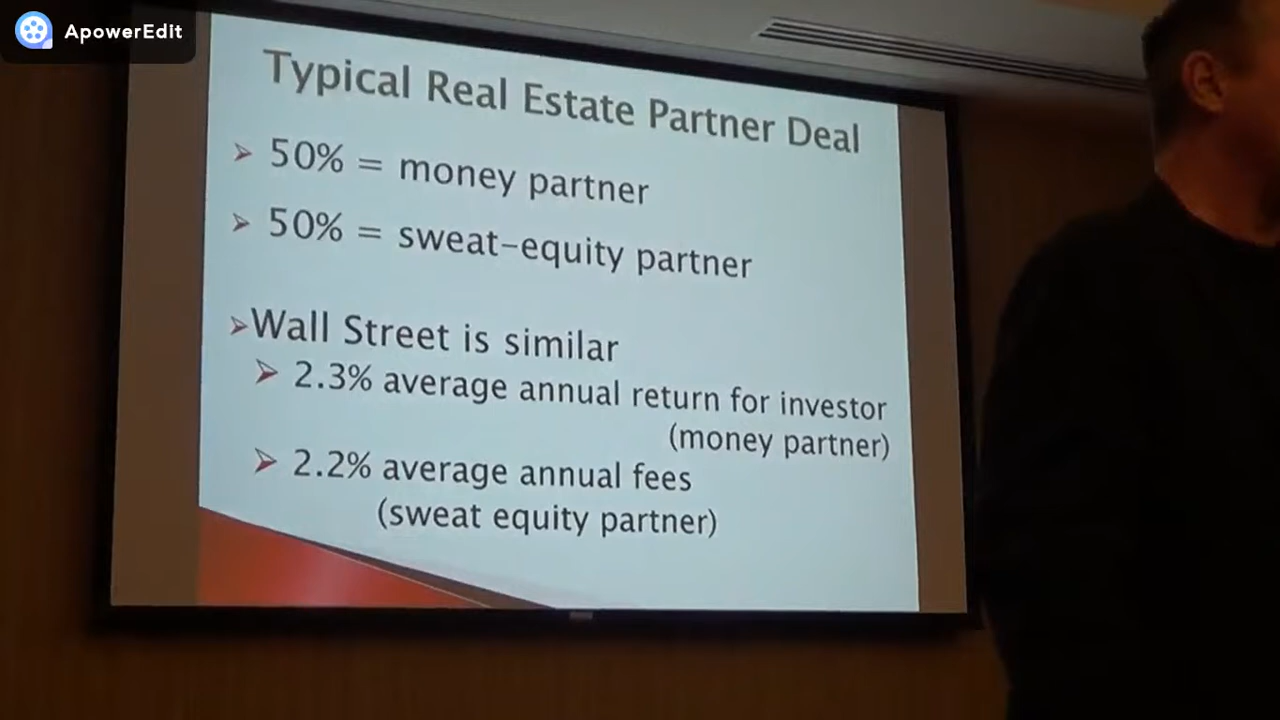 ApowerEdit
Typical Real Estate Partner Deal
➢ 50% = money partner
➢ 50% = sweat-equity partner
➢Wall Street is similar
➢ 2.3% average annual return for investor
(money partner)
➢ 2.2% average annual fees
(sweat equity partner)